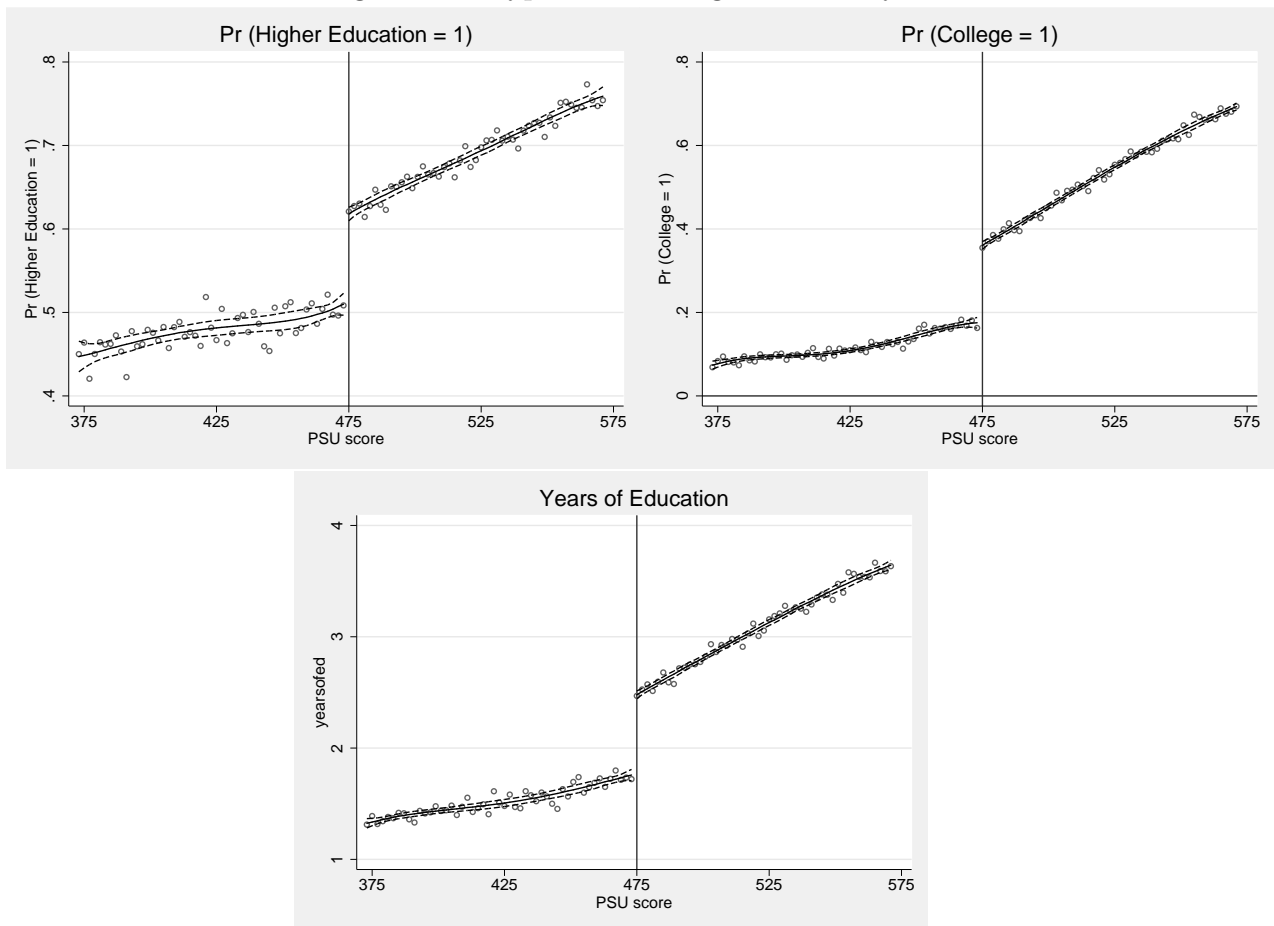 Pr (Higher Education = 1)
Pr (Higher Education = 1)
.8
.7
.6
.5
.4
375 425 475 525 575
PSU score
Pr (College = 1)
Pr (College = 1)
.8
.6
.4
.2
0
375 425 475 525 575
PSU score
Years of Education
yearsofed
4
3
2
1
375 425 475 525 575
PSU score